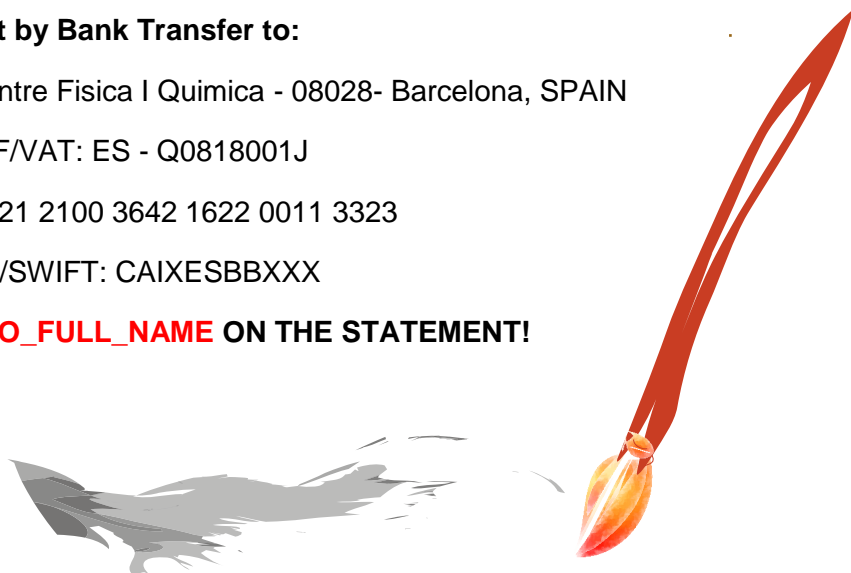 t by Bank Transfer to:
ntre Fisica I Quimica - 08028- Barcelona, SPAIN
F/VAT: ES - Q0818001J
21 2100 3642 1622 0011 3323
/SWIFT: CAIXESBBXXX
O_FULL_NAME ON THE STATEMENT!